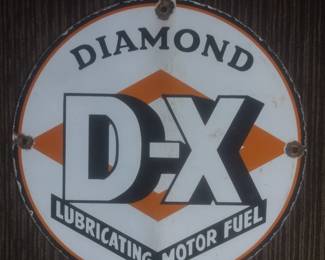 DIAMOND
D-X
LUBRICATING MOTOR FUEL